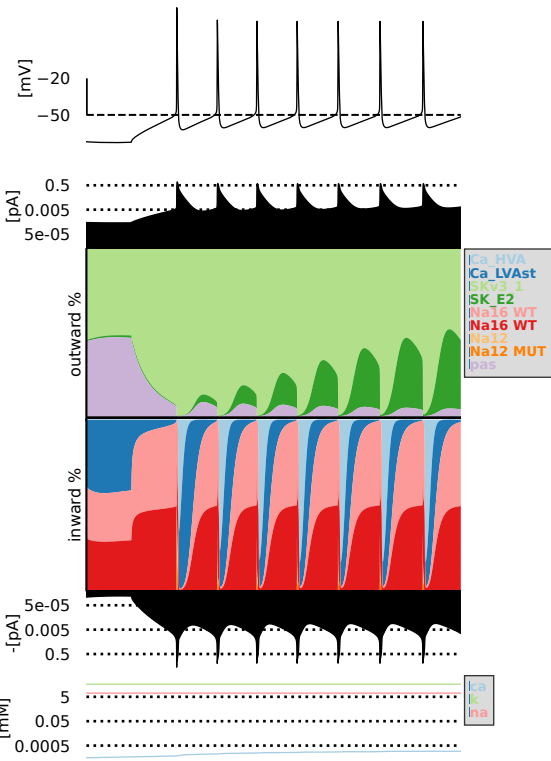 [mV]
−20
−50
[pA]
0.5
0.005
5e-05
outward %
Ca_HVA
Ca_LVAst
SKv3_1
SK_E2
Na16 WT
Na16 WT
Na12
Na12 MUT
pas
inward %
5e-05
0.005
0.5
-[pA]
ca
k
na
5
0.05
0.0005
[mM]